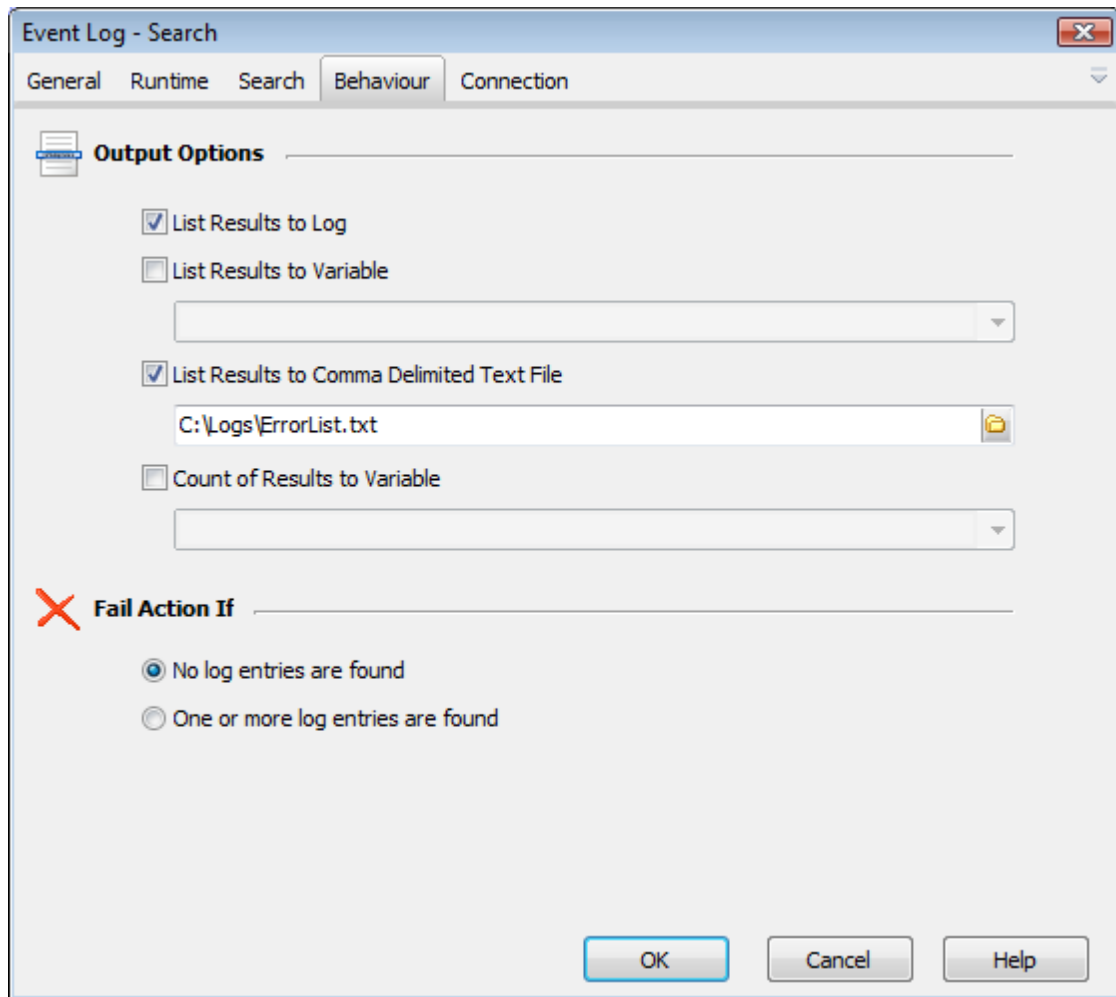 Event Log - Search
General Runtime Search Behaviour Connection
Output Options
List Results to Log
List Results to Variable
List Results to Comma Delimited Text File
C:\Logs\ErrorList.txt
Count of Results to Variable
Fail Action If
No log entries are found
One or more log entries are found
OK Cancel Help